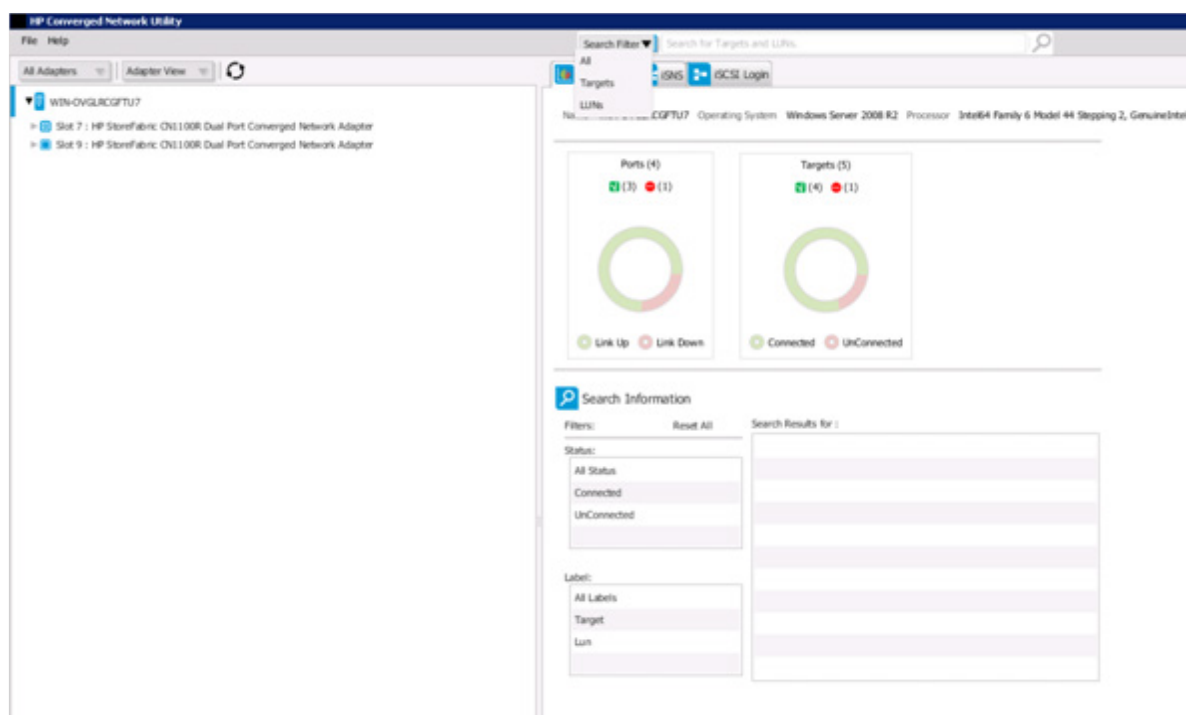 HP Converged Network Utility
File Help
Search Filter Search for Targets and LUNs.
All
Targets
LUNs
All Adapters Adapter View
iSNS iSCSI Login
WIN-OVGLRCGFTU7
Slot 7 : HP StoreFabric CN1100R Dual Port Converged Network Adapter
Slot 9 : HP StoreFabric CN1100R Dual Port Converged Network Adapter
Operating System Windows Server 2008 R2 Processor Intel64 Family 6 Model 44 Stepping 2, GenuineIntel
Ports (4)
(3) (1)
Link Up Link Down
Targets (5)
(4) (1)
Connected UnConnected
Search Information
Filters: Reset All
Status:
All Status
Connected
UnConnected
Label:
All Labels
Target
Lun
Search Results for :